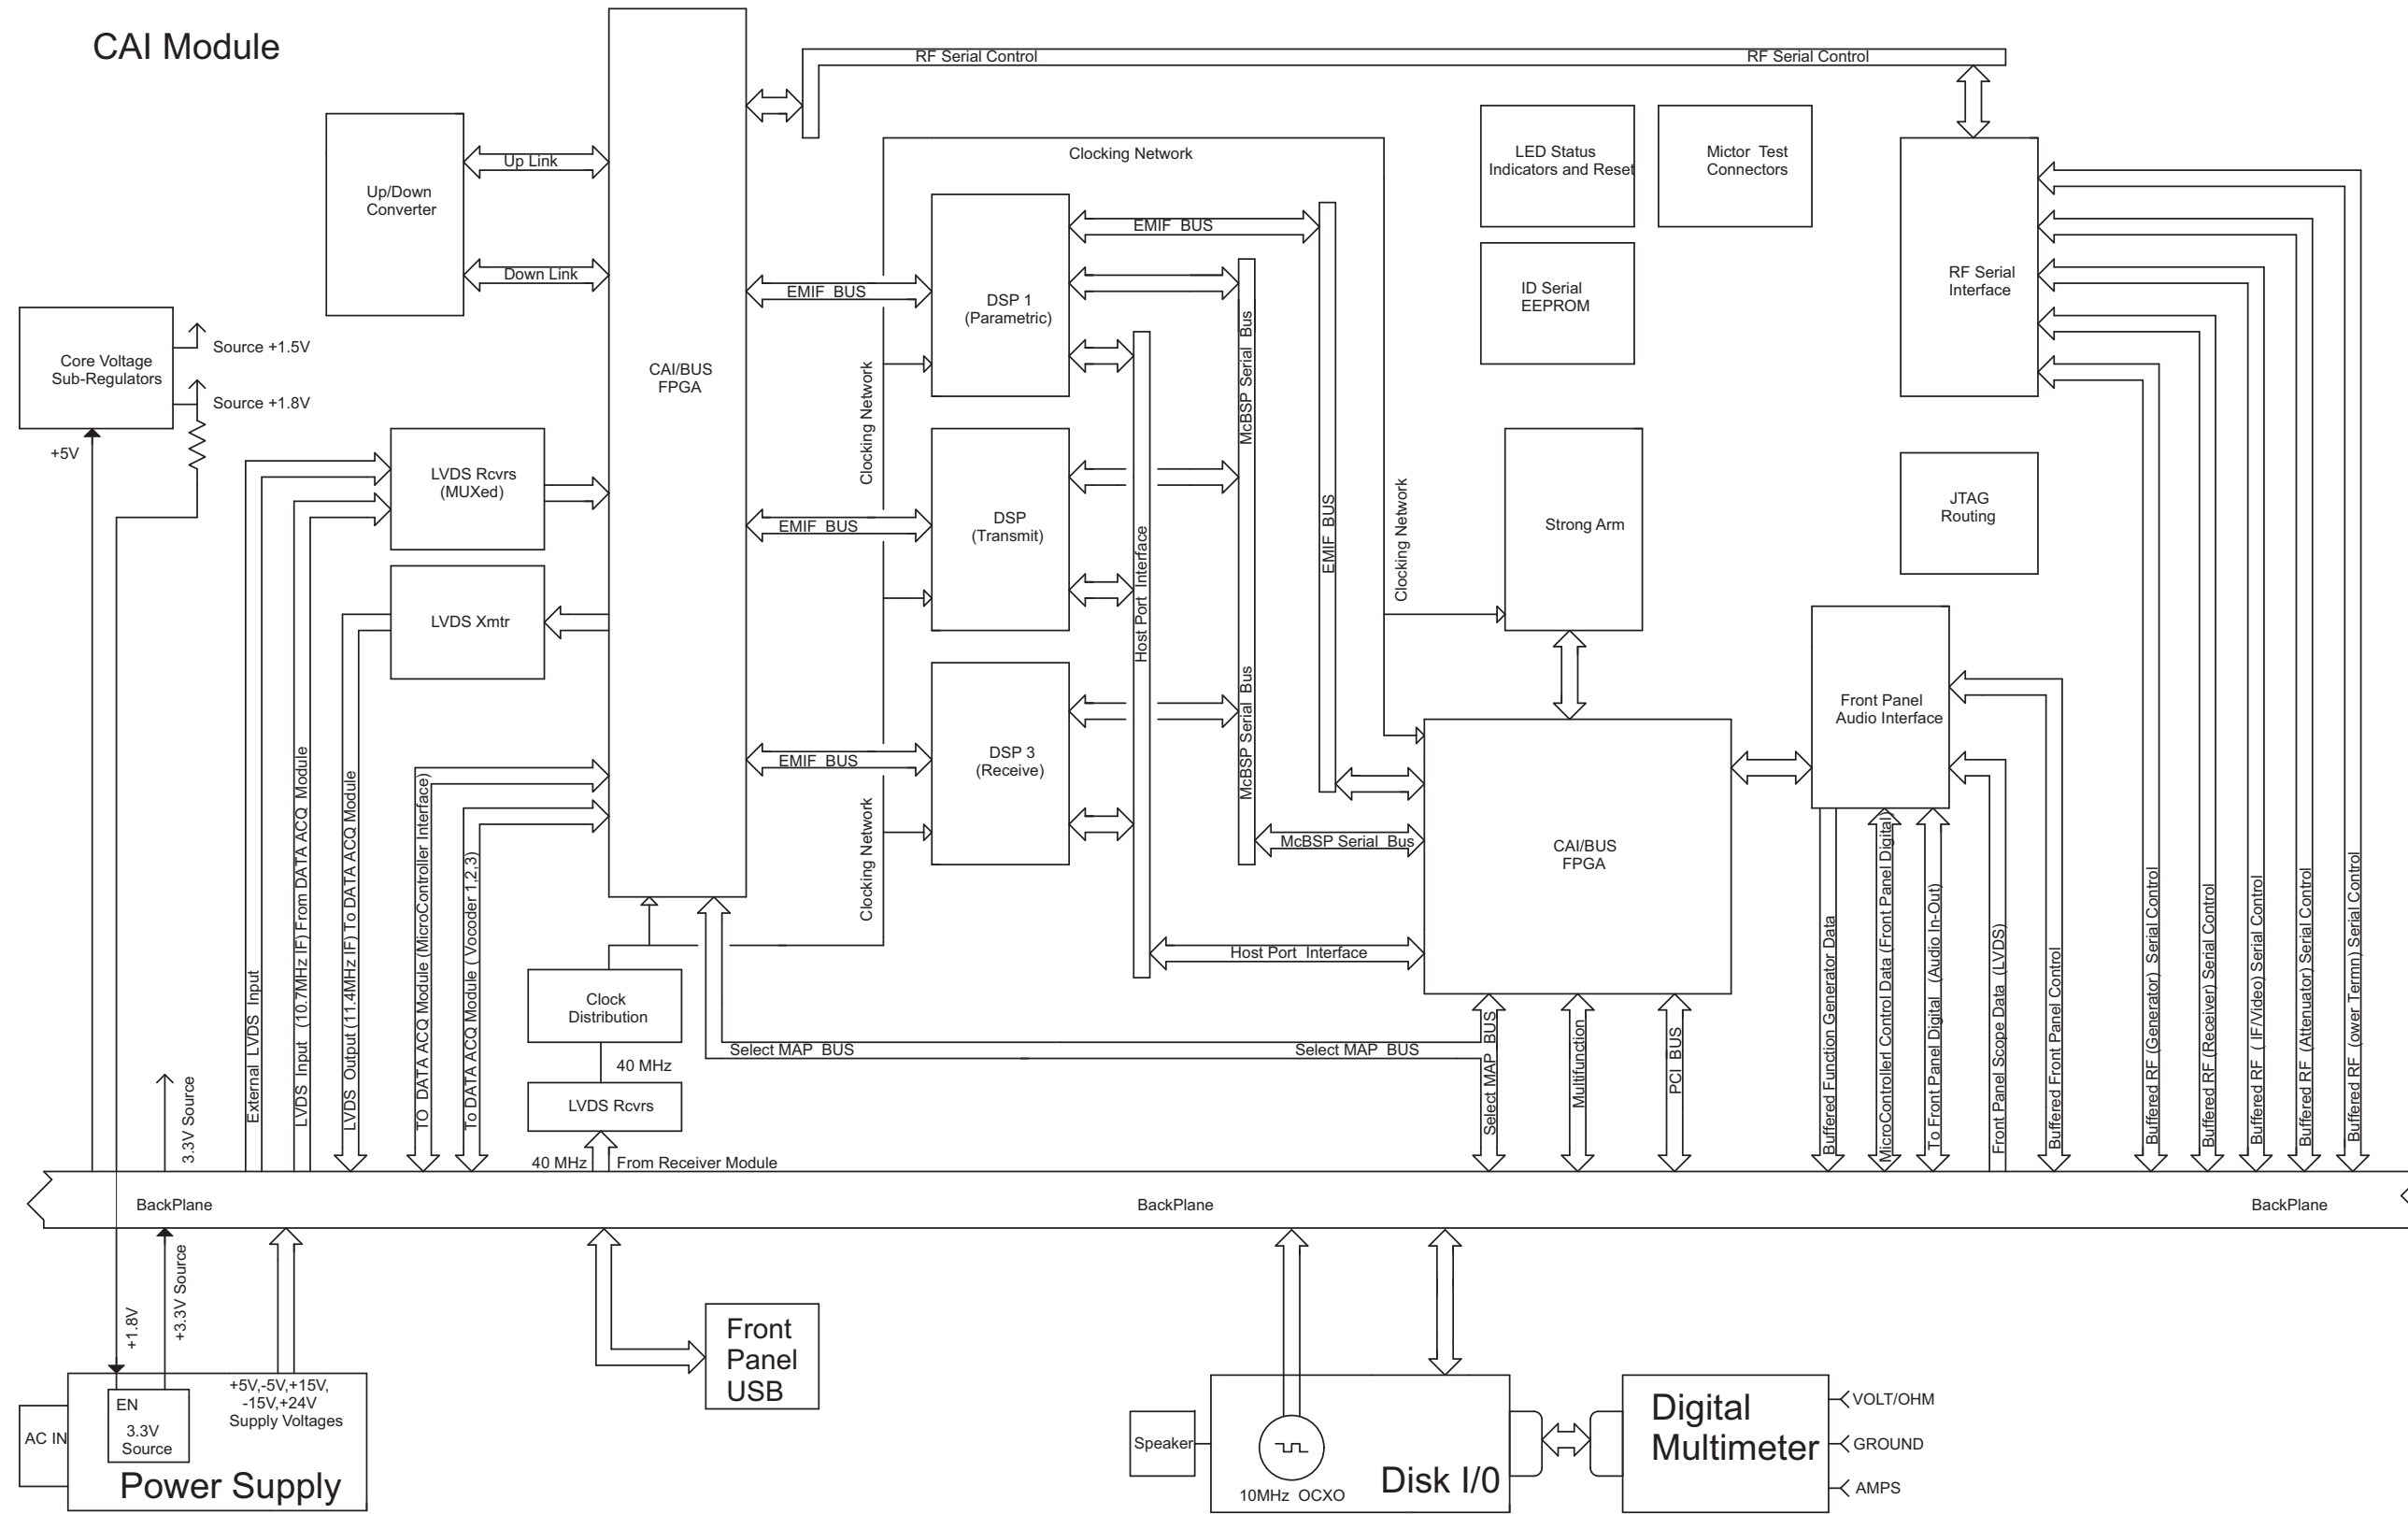 CAI Module
RF Serial Control
RF Serial Control
Clocking Network
Up/Down
Converter
Up Link
Down Link
CAI/BUS
FPGA
EMIF BUS
EMIF BUS
EMIF BUS
DSP 1
(Parametric)
DSP
(Transmit)
DSP 3
(Receive)
EMIF BUS
EMIF BUS
McBSP Serial Bus
McBSP Serial Bus
McBSP Serial Bus
Host Port Interface
Host Port Interface
Clocking Network
Clocking Network
Clocking Network
LED Status
Indicators and Reset
Mictor Test
Connectors
ID Serial
EEPROM
RF Serial
Interface
JTAG
Routing
Strong Arm
Front Panel
Audio Interface
CAI/BUS
FPGA
Core Voltage
Sub-Regulators
Source +1.5V
Source +1.8V
+5V
LVDS Rcvrs
(MUXed)
LVDS Xmtr
Clock
Distribution
40 MHz
LVDS Rcvrs
40 MHz
From Receiver Module
Select MAP BUS
Select MAP BUS
Select MAP BUS
Multifunction
PCI BUS
3.3V Source
External LVDS Input
LVDS Input (10.7MHz IF) From DATA ACQ Module
LVDS Output (11.4MHz IF) To DATA ACQ Module
TO DATA ACQ Module (MicroController Interface)
To DATA ACQ Module ( Vocoder 1,2,3)
Buffered Function Generator Data
MicroControllerl Control Data (Front Panel Digital)
To Front Panel Digital (Audio In-Out)
Front Panel Scope Data (LVDS)
Buffered Front Panel Control
Buffered RF (Generator) Serial Control
Buffered RF (Receiver) Serial Control
Buffered RF ( IF/Video) Serial Control
Buffered RF (Attenuator) Serial Control
Buffered RF (ower Termn) Serial Control
BackPlane
BackPlane
BackPlane
+1.8V
+3.3V Source
AC IN
EN
3.3V
Source
+5V,-5V,+15V,
-15V,+24V
Supply Voltages
Power Supply
Front
Panel
USB
Speaker
10MHz OCXO
Disk I/0
Digital
Multimeter
VOLT/OHM
GROUND
AMPS